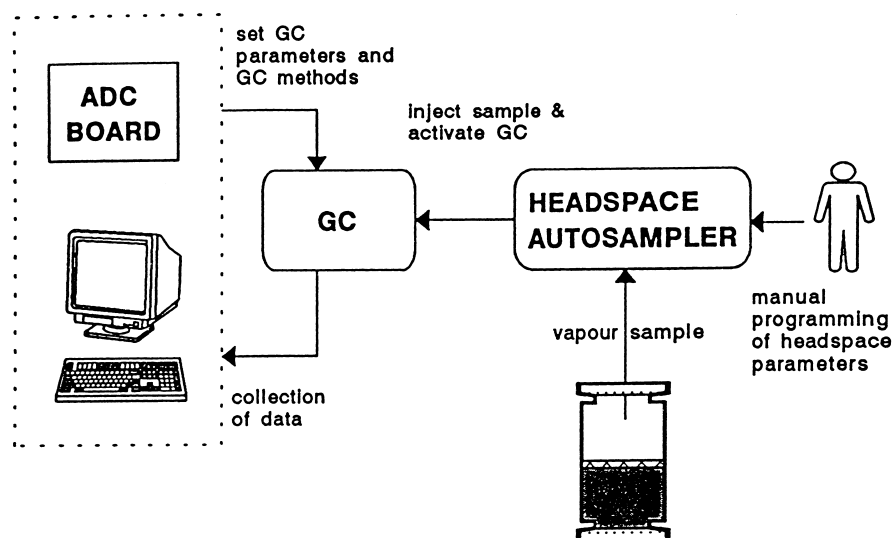 set GC
parameters and
GC methods
ADC
BOARD
inject sample &
activate GC
GC
HEADSPACE
AUTOSAMPLER
manual
programming
of headspace
parameters
vapour sample
collection
of data